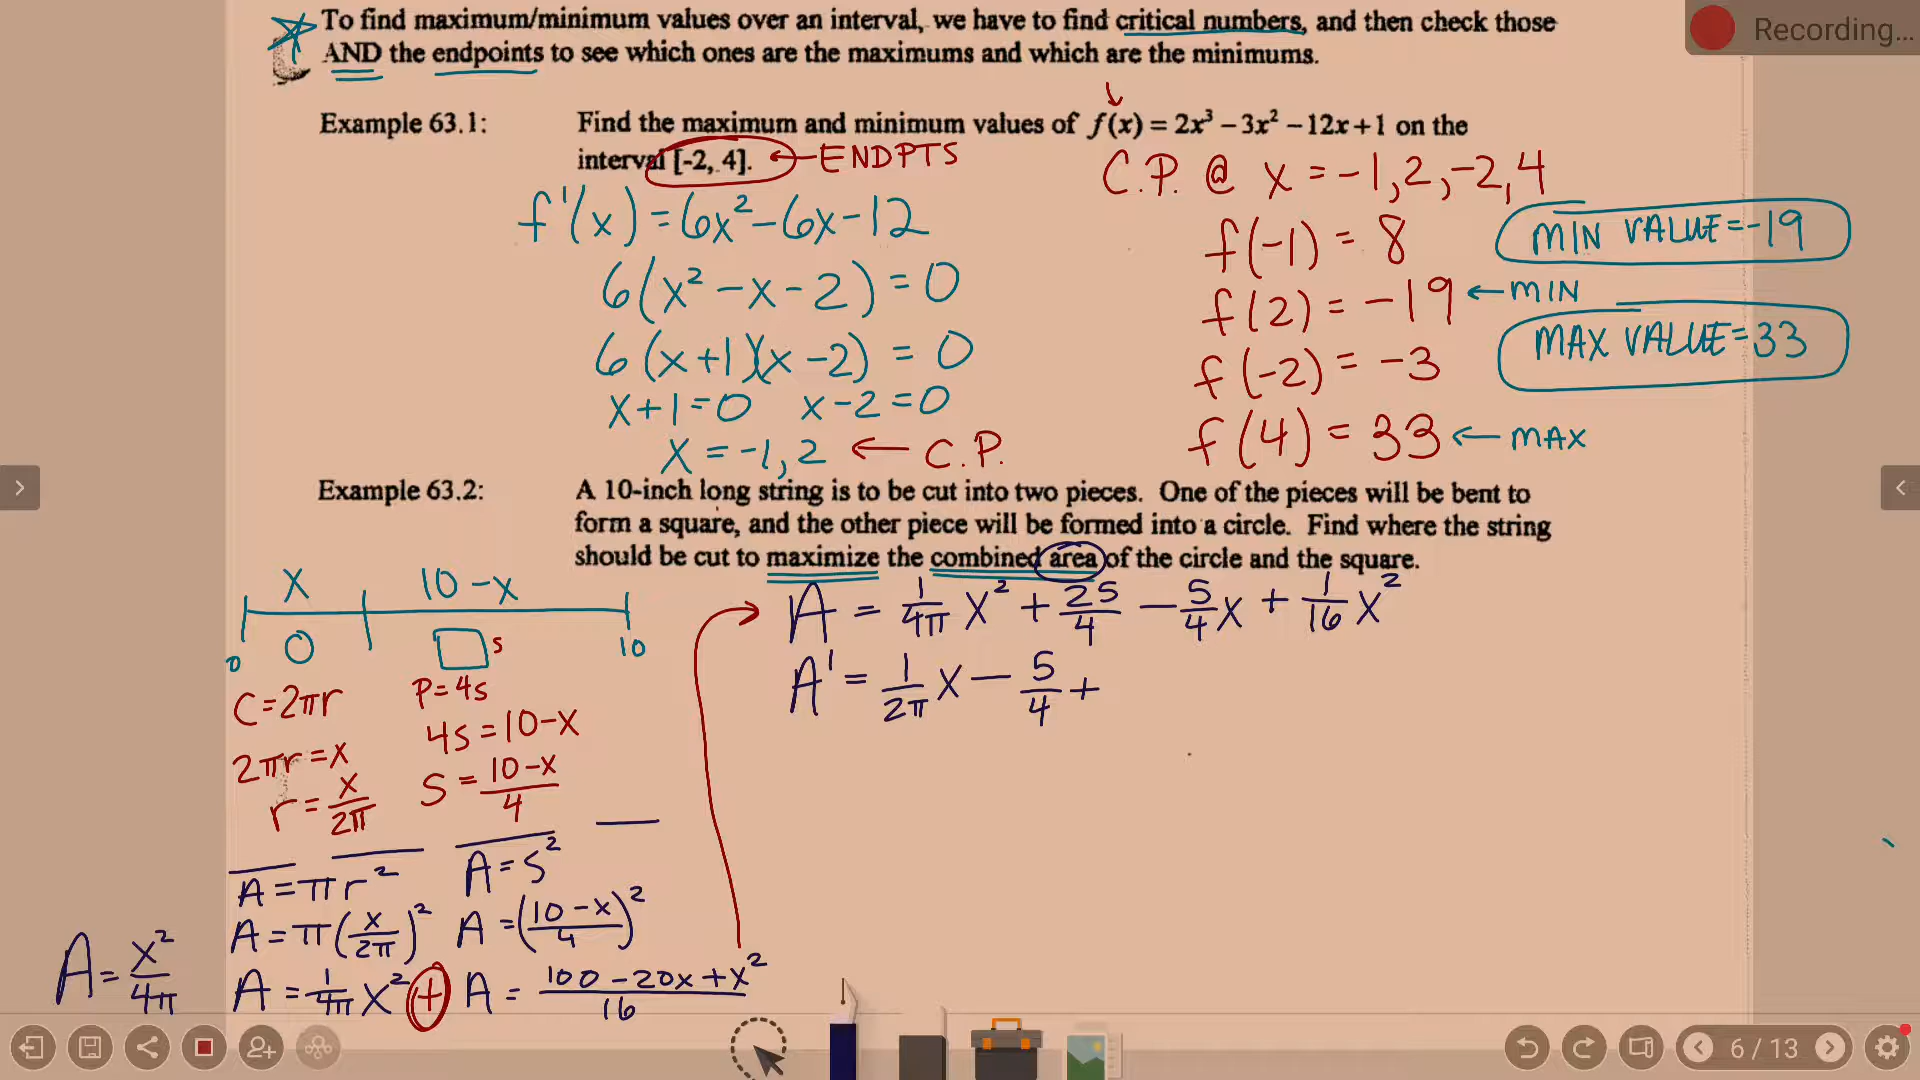 To find maximum/minimum values over an interval, we have to find critical numbers, and then check those
AND the endpoints to see which ones are the maximums and which are the minimums.
Recording...
Example 63.1: Find the maximum and minimum values of f(x) = 2x³ − 3x² − 12x + 1 on the
interval [-2, 4]. ← ENDPTS
f'(x) = 6x² − 6x − 12
6(x² − x − 2) = 0
6(x+1)(x−2) = 0
x+1=0 x−2=0
x = −1, 2 ← C.P.
C.P. @ x = −1, 2, −2, 4
f(−1) = 8
f(2) = −19 ← MIN
f(−2) = −3
f(4) = 33 ← MAX
MIN VALUE = −19
MAX VALUE = 33
Example 63.2: A 10-inch long string is to be cut into two pieces. One of the pieces will be bent to
form a square, and the other piece will be formed into a circle. Find where the string
should be cut to maximize the combined area of the circle and the square.
x 10−x
0 s 10
C = 2πr
2πr = x
r = x/2π
P = 4s
4s = 10−x
S = (10−x)/4
A = πr²
A = π(x/2π)²
A = 1/4π x² +
A = s²
A = ((10−x)/4)²
A = (100 − 20x + x²)/16
A = x²/4π
A = 1/4π x² + 25/4 − 5/4 x + 1/16 x²
A' = 1/2π x − 5/4 +
6 / 13